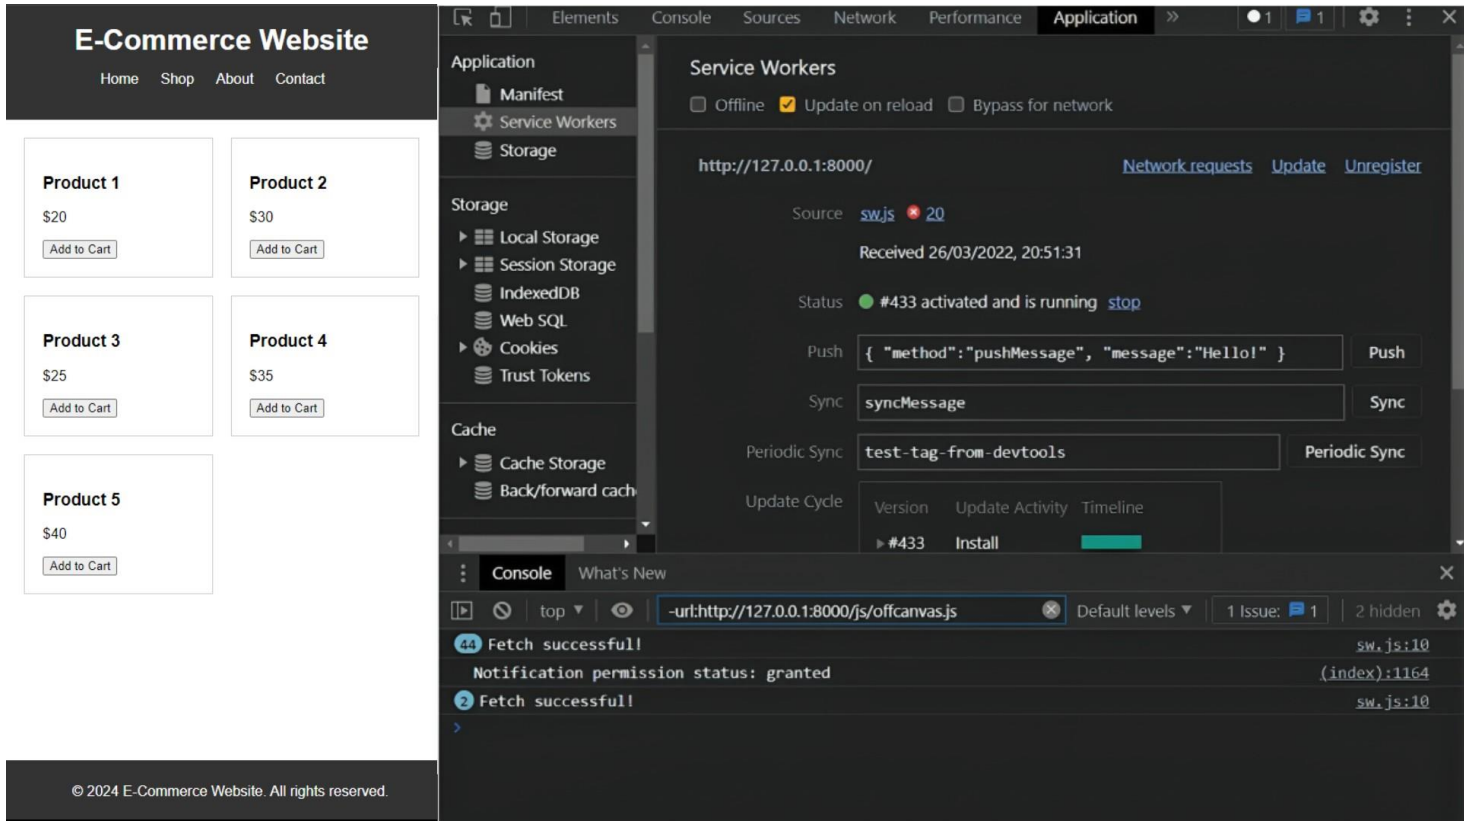 E-Commerce Website
Home Shop About Contact
Product 1
$20
Add to Cart
Product 2
$30
Add to Cart
Product 3
$25
Add to Cart
Product 4
$35
Add to Cart
Product 5
$40
Add to Cart
© 2024 E-Commerce Website. All rights reserved.
Elements Console Sources Network Performance Application » 1 1
Application
Manifest
Service Workers
Storage
Storage
Local Storage
Session Storage
IndexedDB
Web SQL
Cookies
Trust Tokens
Cache
Cache Storage
Back/forward cach
Service Workers
Offline Update on reload Bypass for network
http://127.0.0.1:8000/ Network requests Update Unregister
Source sw.js 20
Received 26/03/2022, 20:51:31
Status #433 activated and is running stop
Push { "method":"pushMessage", "message":"Hello!" } Push
Sync syncMessage Sync
Periodic Sync test-tag-from-devtools Periodic Sync
Update Cycle Version Update Activity Timeline
#433 Install
Console What's New
top -url:http://127.0.0.1:8000/js/offcanvas.js Default levels 1 Issue: 1 2 hidden
44 Fetch successful! sw.js:10
Notification permission status: granted (index):1164
2 Fetch successful! sw.js:10